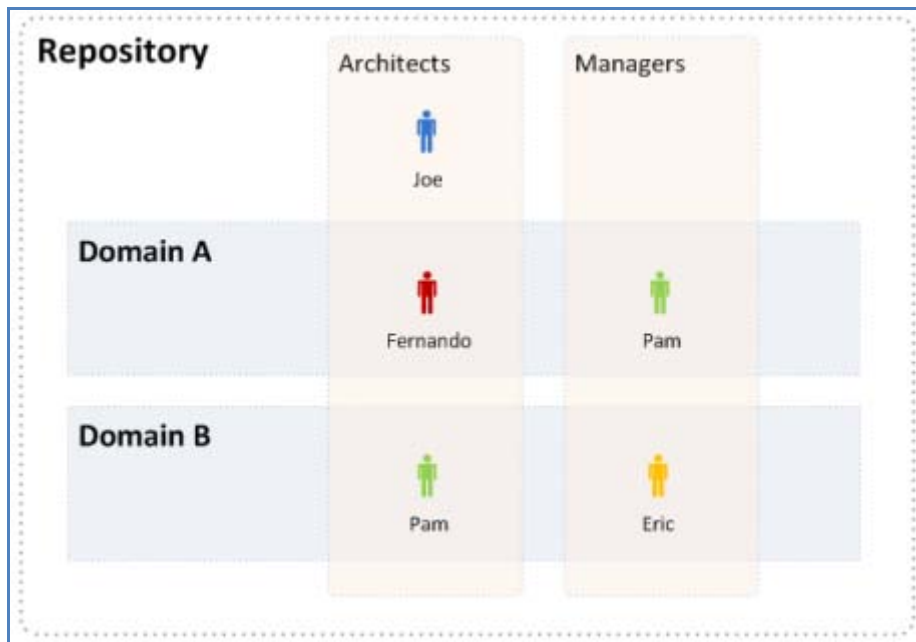 Repository
Architects
Managers
Joe
Domain A
Fernando
Pam
Domain B
Pam
Eric